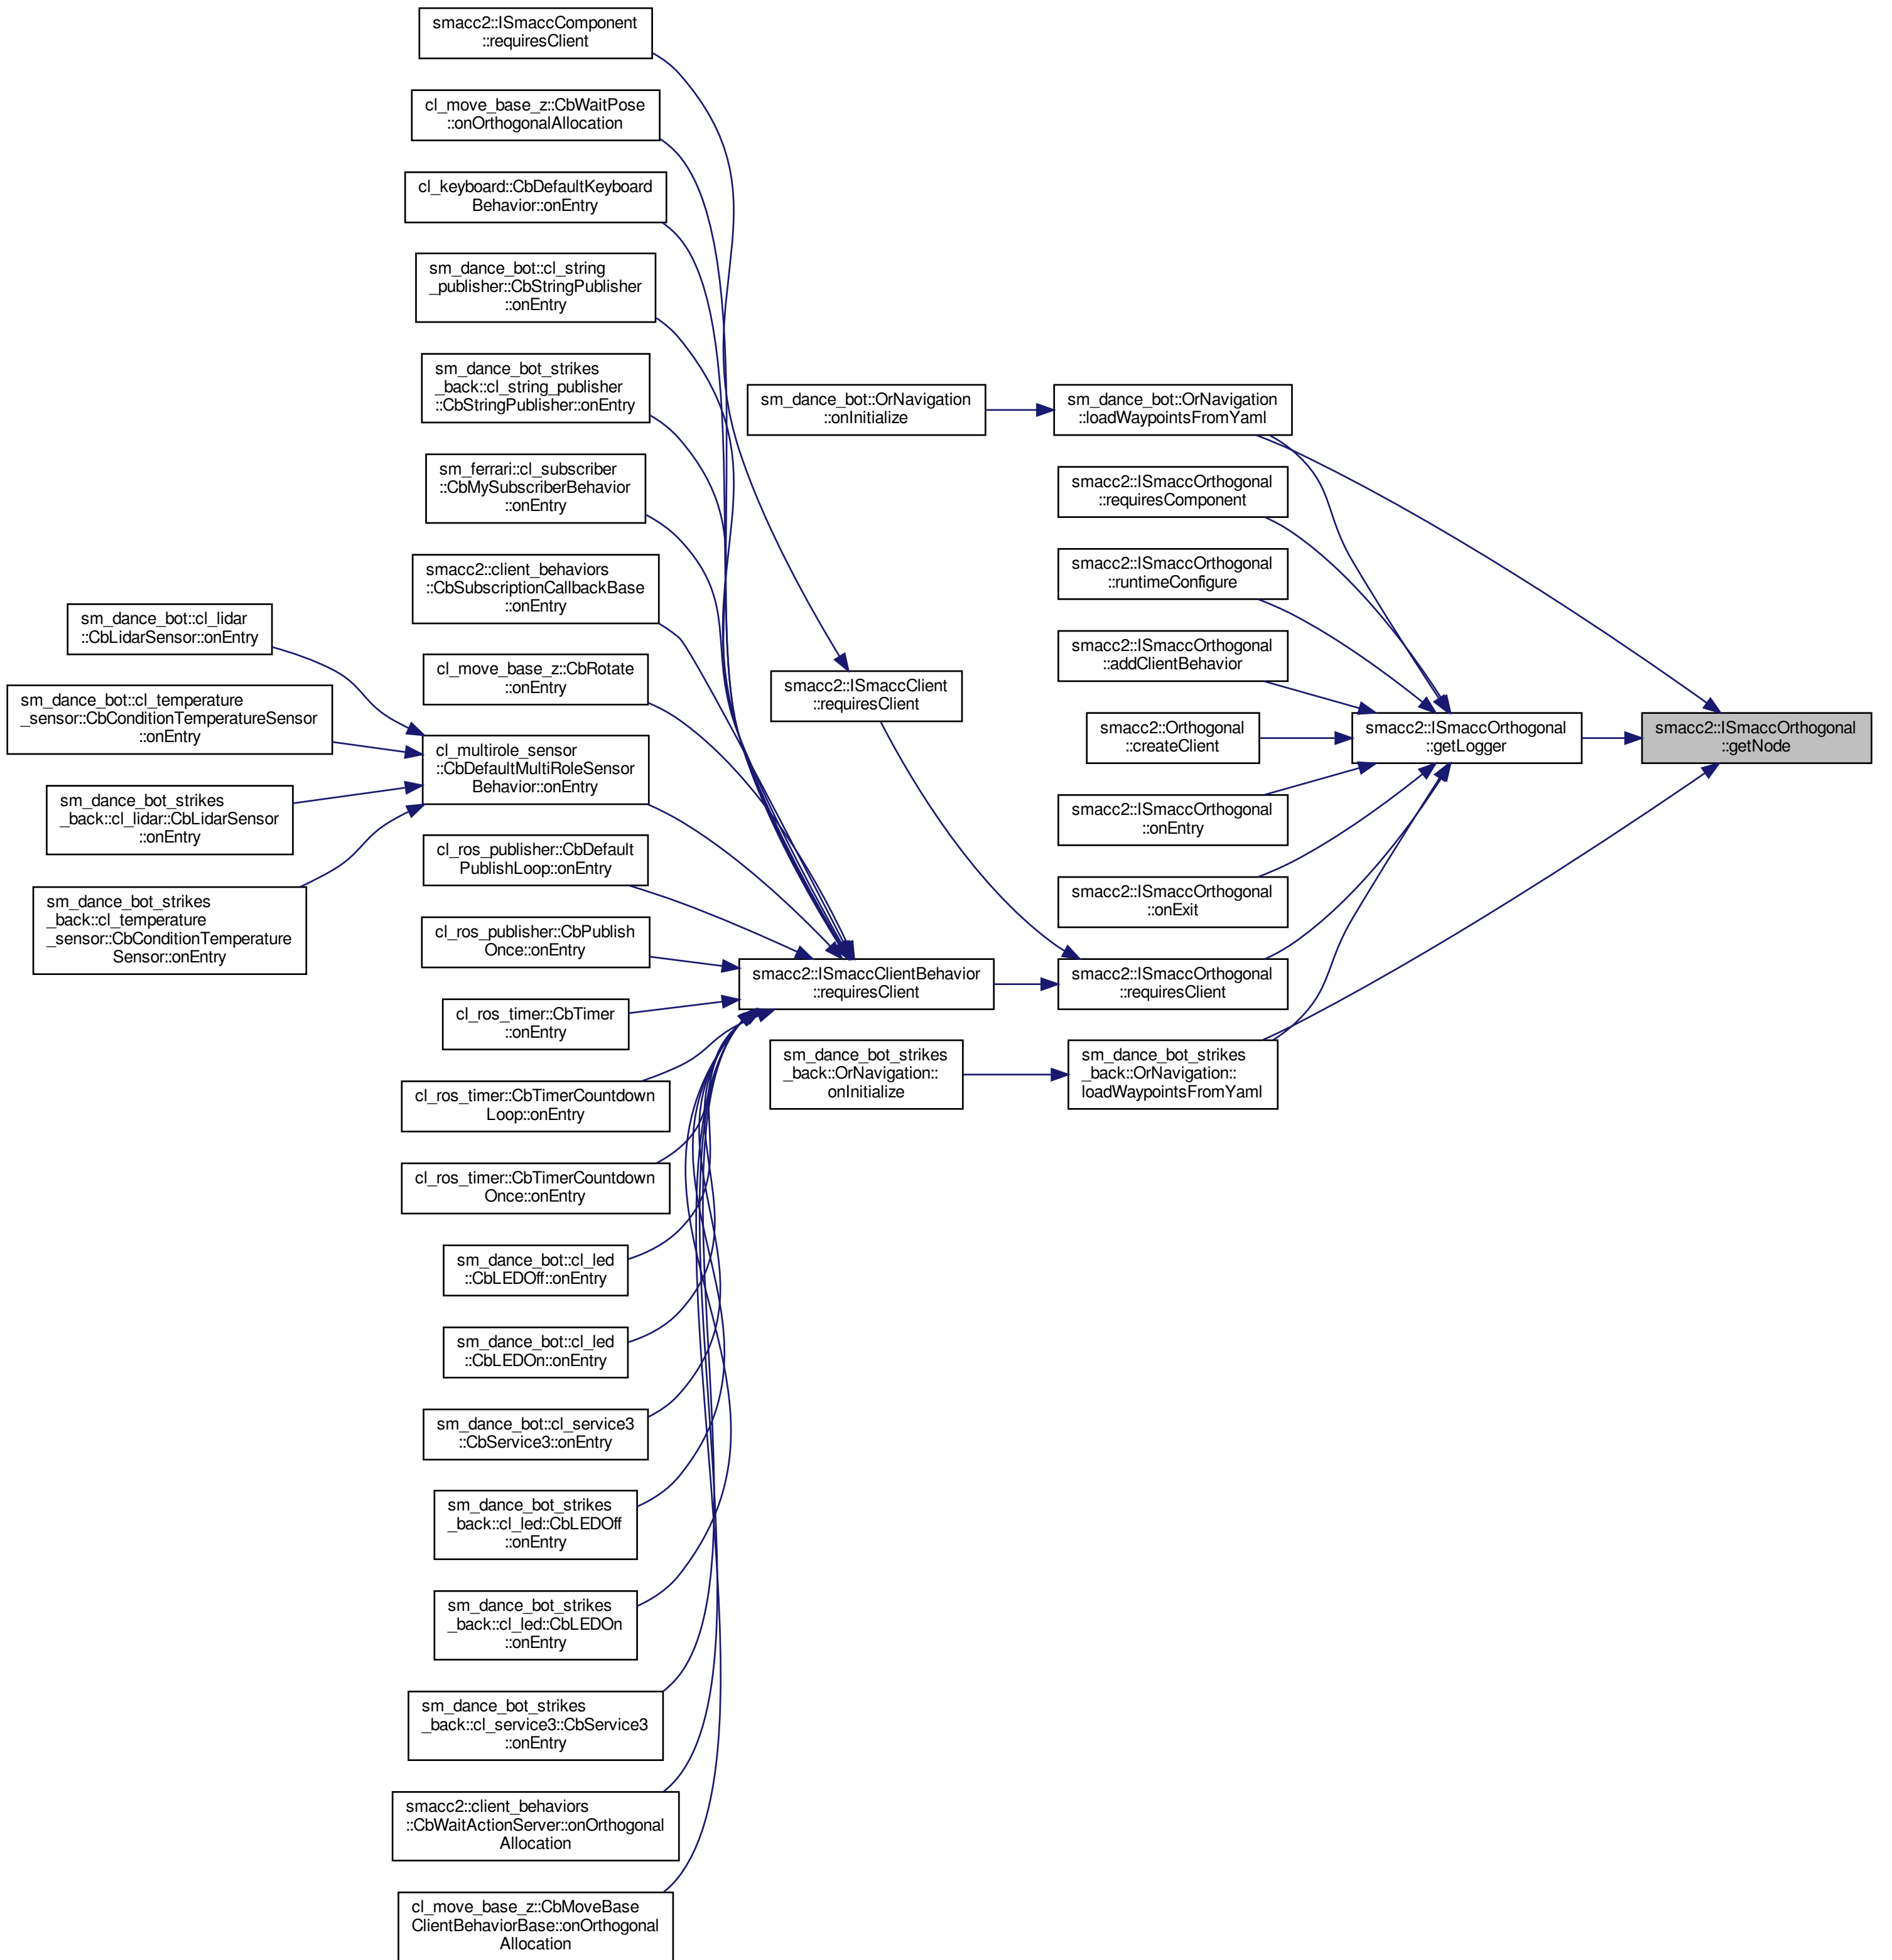 smacc2::ISmaccComponent
::requiresClient
cl_move_base_z::CbWaitPose
::onOrthogonalAllocation
cl_keyboard::CbDefaultKeyboard
Behavior::onEntry
sm_dance_bot::cl_string
_publisher::CbStringPublisher
::onEntry
sm_dance_bot_strikes
_back::cl_string_publisher
::CbStringPublisher::onEntry
sm_ferrari::cl_subscriber
::CbMySubscriberBehavior
::onEntry
smacc2::client_behaviors
::CbSubscriptionCallbackBase
::onEntry
cl_move_base_z::CbRotate
::onEntry
cl_multirole_sensor
::CbDefaultMultiRoleSensor
Behavior::onEntry
cl_ros_publisher::CbDefault
PublishLoop::onEntry
cl_ros_publisher::CbPublish
Once::onEntry
cl_ros_timer::CbTimer
::onEntry
cl_ros_timer::CbTimerCountdown
Loop::onEntry
cl_ros_timer::CbTimerCountdown
Once::onEntry
sm_dance_bot::cl_led
::CbLEDOff::onEntry
sm_dance_bot::cl_led
::CbLEDOn::onEntry
sm_dance_bot::cl_service3
::CbService3::onEntry
sm_dance_bot_strikes
_back::cl_led::CbLEDOff
::onEntry
sm_dance_bot_strikes
_back::cl_led::CbLEDOn
::onEntry
sm_dance_bot_strikes
_back::cl_service3::CbService3
::onEntry
smacc2::client_behaviors
::CbWaitActionServer::onOrthogonal
Allocation
cl_move_base_z::CbMoveBase
ClientBehaviorBase::onOrthogonal
Allocation
sm_dance_bot::cl_lidar
::CbLidarSensor::onEntry
sm_dance_bot::cl_temperature
_sensor::CbConditionTemperatureSensor
::onEntry
sm_dance_bot_strikes
_back::cl_lidar::CbLidarSensor
::onEntry
sm_dance_bot_strikes
_back::cl_temperature
_sensor::CbConditionTemperature
Sensor::onEntry
sm_dance_bot::OrNavigation
::onInitialize
smacc2::ISmaccClient
::requiresClient
smacc2::ISmaccClientBehavior
::requiresClient
sm_dance_bot_strikes
_back::OrNavigation::
onInitialize
sm_dance_bot::OrNavigation
::loadWaypointsFromYaml
smacc2::ISmaccOrthogonal
::requiresComponent
smacc2::ISmaccOrthogonal
::runtimeConfigure
smacc2::ISmaccOrthogonal
::addClientBehavior
smacc2::Orthogonal
::createClient
smacc2::ISmaccOrthogonal
::onEntry
smacc2::ISmaccOrthogonal
::onExit
smacc2::ISmaccOrthogonal
::requiresClient
sm_dance_bot_strikes
_back::OrNavigation::
loadWaypointsFromYaml
smacc2::ISmaccOrthogonal
::getLogger
smacc2::ISmaccOrthogonal
::getNode